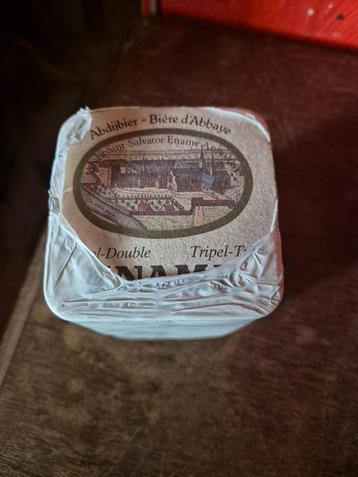 Abdijbier - Bière d'Abbaye
Sint Salvator Ename
-Double Tripel-T
NAM